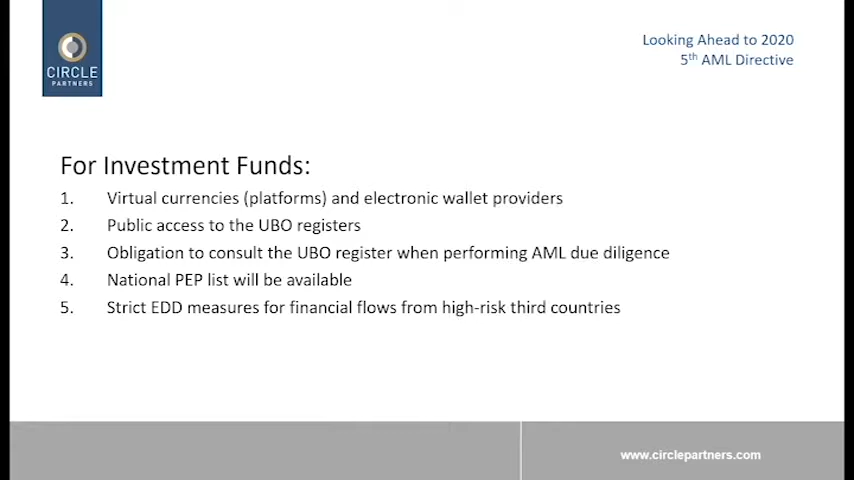 CIRCLE
PARTNERS
Looking Ahead to 2020
5th AML Directive
For Investment Funds:
1. Virtual currencies (platforms) and electronic wallet providers
2. Public access to the UBO registers
3. Obligation to consult the UBO register when performing AML due diligence
4. National PEP list will be available
5. Strict EDD measures for financial flows from high-risk third countries
www.circlepartners.com